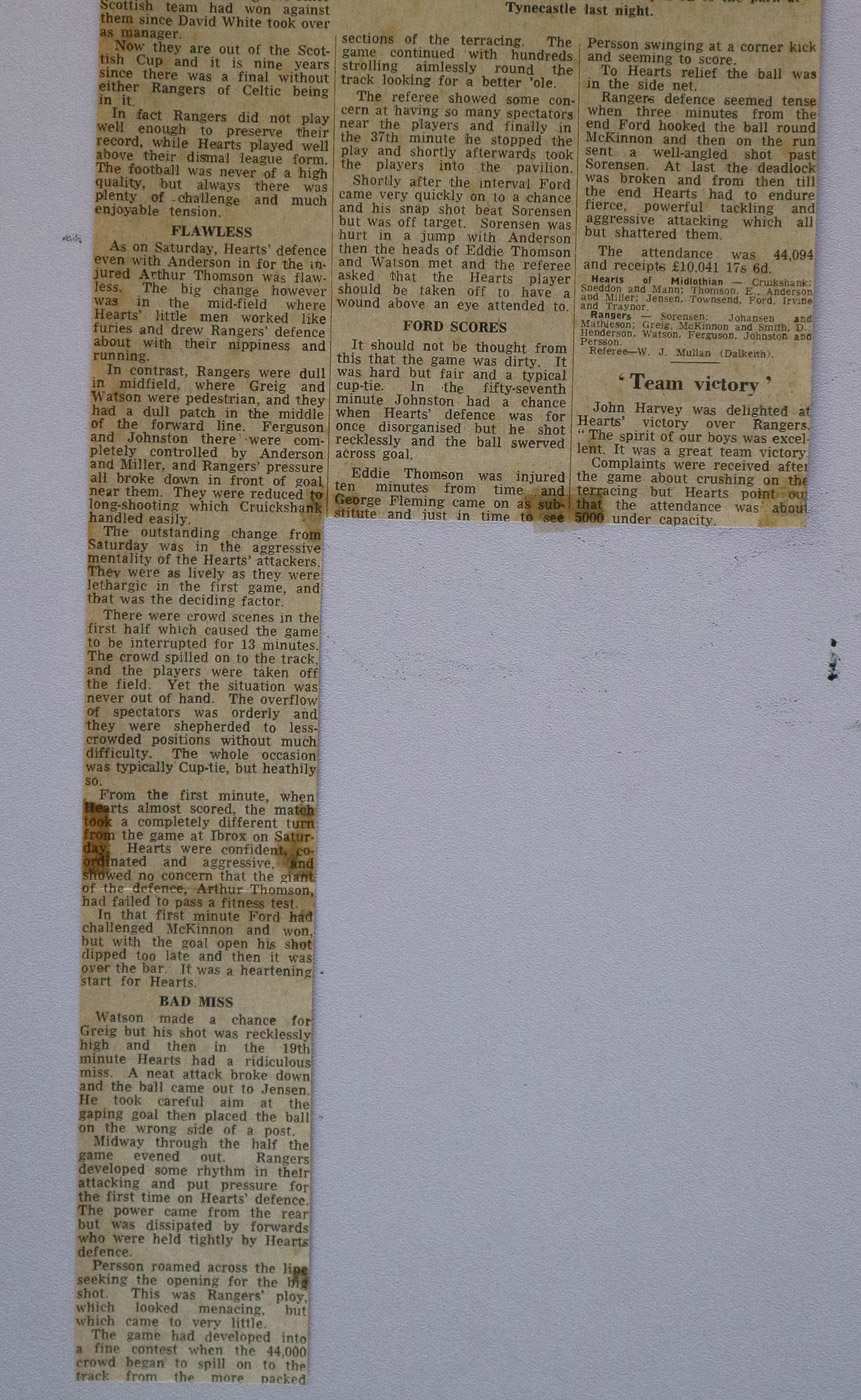 Scottish team had won against
them since David White took over
as manager.
Now they are out of the Scot-
tish Cup and it is nine years
since there was a final without
either Rangers of Celtic being
in it.
In fact Rangers did not play
well enough to preserve their
record, while Hearts played well
above their dismal league form.
The football was never of a high
quality, but always there was
plenty of challenge and much
enjoyable tension.
FLAWLESS
As on Saturday, Hearts' defence
even with Anderson in for the in-
jured Arthur Thomson was flaw-
less. The big change however
was in the mid-field where
Hearts' little men worked like
furies and drew Rangers' defence
about with their nippiness and
running.
In contrast, Rangers were dull
in midfield, where Greig and
Watson were pedestrian, and they
had a dull patch in the middle
of the forward line. Ferguson
and Johnston there were com-
pletely controlled by Anderson
and Miller, and Rangers' pressure
all broke down in front of goal
near them. They were reduced to
long-shooting which Cruickshank
handled easily.
The outstanding change from
Saturday was in the aggressive
mentality of the Hearts' attackers.
They were as lively as they were
lethargic in the first game, and
that was the deciding factor.
There were crowd scenes in the
first half which caused the game
to be interrupted for 13 minutes.
The crowd spilled on to the track,
and the players were taken off
the field. Yet the situation was
never out of hand. The overflow
of spectators was orderly and
they were shepherded to less-
crowded positions without much
difficulty. The whole occasion
was typically Cup-tie, but heathily
so.
From the first minute, when
Hearts almost scored, the match
took a completely different turn
from the game at Ibrox on Satur-
day. Hearts were confident, co-
ordinated and aggressive, and
showed no concern that the giant
of the defence, Arthur Thomson,
had failed to pass a fitness test.
In that first minute Ford had
challenged McKinnon and won,
but with the goal open his shot
dipped too late and then it was
over the bar. It was a heartening
start for Hearts.
BAD MISS
Watson made a chance for
Greig but his shot was recklessly
high and then in the 19th
minute Hearts had a ridiculous
miss. A neat attack broke down
and the ball came out to Jensen.
He took careful aim at the
gaping goal then placed the ball
on the wrong side of a post.
Midway through the half the
game evened out. Rangers
developed some rhythm in their
attacking and put pressure for
the first time on Hearts' defence.
The power came from the rear
but was dissipated by forwards
who were held tightly by Hearts
defence.
Persson roamed across the line
seeking the opening for the big
shot. This was Rangers' ploy,
which looked menacing, but
which came to very little.
The game had developed into
a fine contest when the 44,000
crowd began to spill on to the
track from the more packed
Tynecastle last night.
sections of the terracing. The
game continued with hundreds
strolling aimlessly round the
track looking for a better 'ole.
The referee showed some con-
cern at having so many spectators
near the players and finally in
the 37th minute he stopped the
play and shortly afterwards took
the players into the pavilion.
Shortly after the interval Ford
came very quickly on to a chance
and his snap shot beat Sorensen
but was off target. Sorensen was
hurt in a jump with Anderson
then the heads of Eddie Thomson
and Watson met and the referee
asked that the Hearts player
should be taken off to have a
wound above an eye attended to.
FORD SCORES
It should not be thought from
this that the game was dirty. It
was hard but fair and a typical
cup-tie. In the fifty-seventh
minute Johnston had a chance
when Hearts' defence was for
once disorganised but he shot
recklessly and the ball swerved
across goal.
Eddie Thomson was injured
ten minutes from time and
George Fleming came on as sub-
stitute and just in time to see
Persson swinging at a corner kick
and seeming to score.
To Hearts relief the ball was
in the side net.
Rangers defence seemed tense
when three minutes from the
end Ford hooked the ball round
McKinnon and then on the run
sent a well-angled shot past
Sorensen. At last the deadlock
was broken and from then till
the end Hearts had to endure
fierce, powerful tackling and
aggressive attacking which all
but shattered them.
The attendance was 44,094
and receipts £10,041 17s 6d.
Hearts of Midlothian — Cruikshank;
Sneddon and Mann; Thomson, E., Anderson
and Miller; Jensen, Townsend, Ford, Irvine
and Traynor.
Rangers — Sorensen; Johansen and
Mathieson; Greig, McKinnon and Smith, D.;
Henderson, Watson, Ferguson, Johnston and
Persson.
Referee—W. J. Mullan (Dalkeith).
'Team victory'
John Harvey was delighted at
Hearts' victory over Rangers.
"The spirit of our boys was excel-
lent. It was a great team victory.
Complaints were received after
the game about crushing on the
terracing but Hearts point out
that the attendance was about
5000 under capacity.